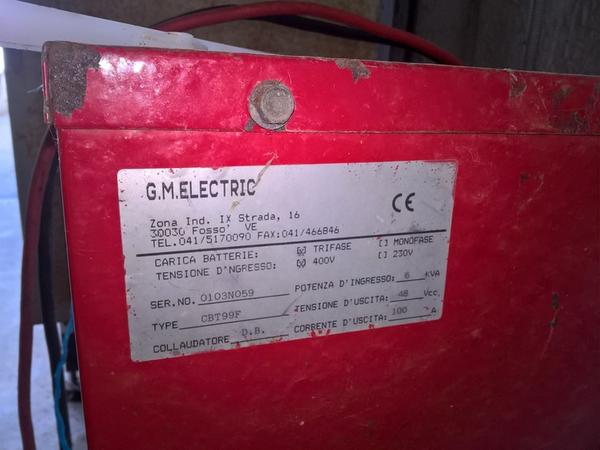 G.M.ELECTRIC
Zona Ind. IX Strada, 16
30030 Fosso' VE
TEL.041/5170090 FAX:041/466846
CE
CARICA BATTERIE: [x] TRIFASE [ ] MONOFASE
TENSIONE D'NGRESSO: [x] 400V [ ] 230V
SER.NO. 0103N059 POTENZA D'INGRESSO: 6 KVA
TYPE CBT99F TENSIONE D'USCITA: 48 Vcc.
COLLAUDATORE D.B. CORRENTE D'USCITA: 100 A